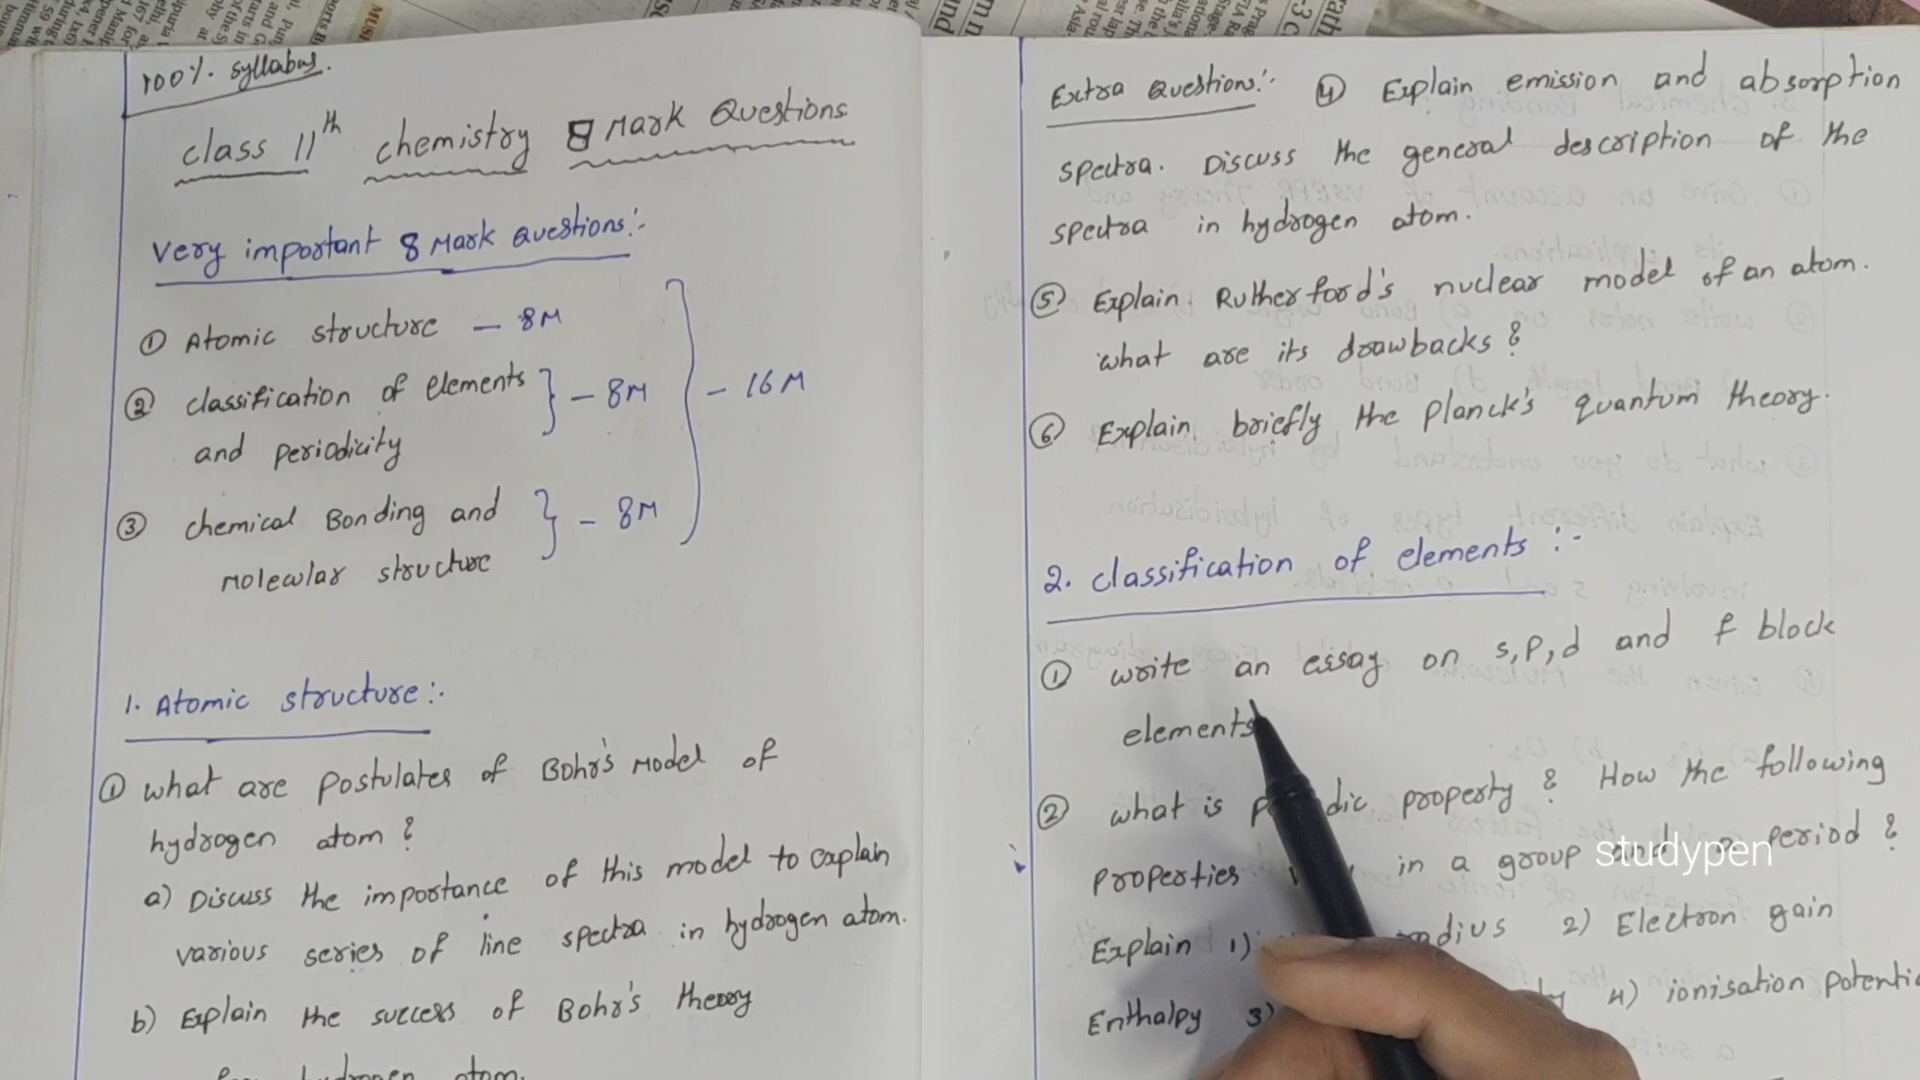 100% syllabus.
class 11th chemistry 8 Mark Questions
Very important 8 Mark Questions:-
① Atomic structure - 8M
② classification of elements
and periodicity
- 8M
③ chemical Bonding and
Molecular structure
- 8M
- 16 M
1. Atomic structure:-
① what are postulates of Bohr's Model of
hydrogen atom?
a) Discuss the importance of this model to explain
various series of line spectra in hydrogen atom.
b) Explain the success of Bohr's theory
hydrogen atom.
Extra Questions:- ④ Explain emission and absorption
spectra. Discuss the general description of the
spectra in hydrogen atom.
⑤ Explain Rutherford's nuclear model of an atom.
what are its drawbacks?
⑥ Explain briefly the Planck's quantum theory.
2. classification of elements:-
① write an essay on s, p, d and f block
elements
② what is property? How the following
properties in a group and a period?
studypen
Explain 1) 2) Electron gain
Enthalpy 3) 4) ionisation